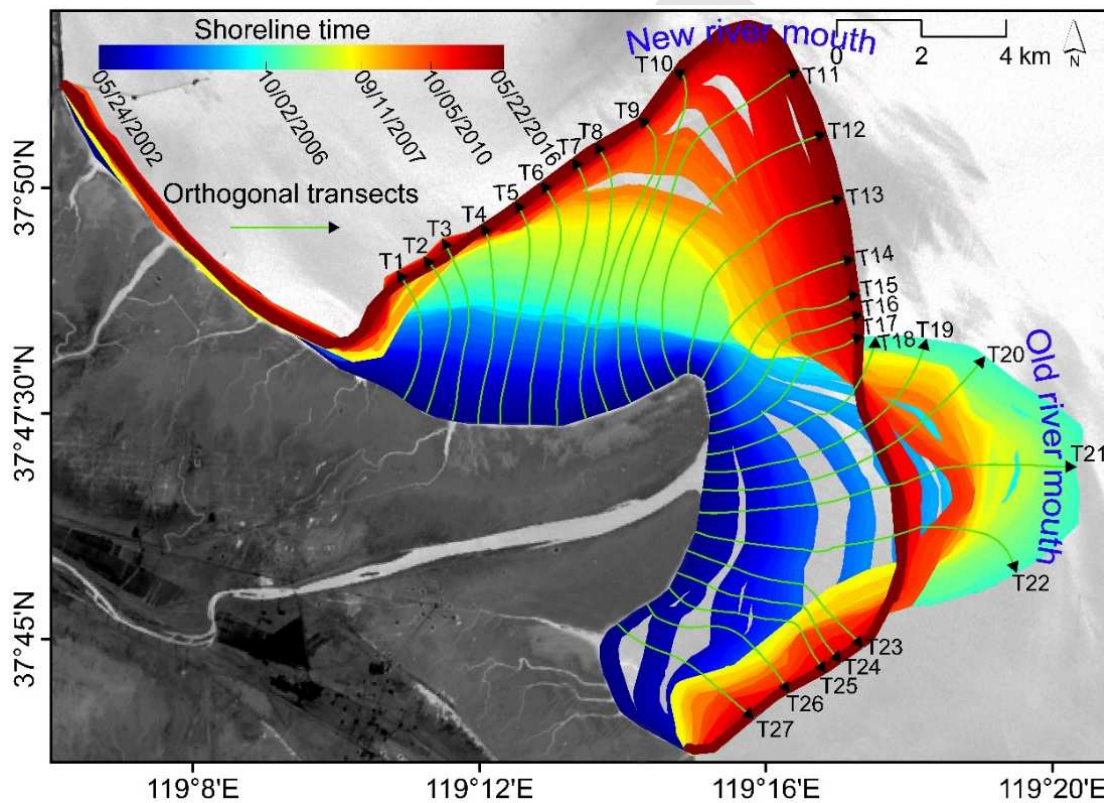 Shoreline time
05/24/2002
10/02/2006
09/11/2007
10/05/2010
05/22/2016
New river mouth
0 2 4 km
N
Orthogonal transects
Old river mouth
T1
T2
T3
T4
T5
T6
T7
T8
T9
T10
T11
T12
T13
T14
T15
T16
T17
T18
T19
T20
T21
T22
T23
T24
T25
T26
T27
37°50'N
37°47'30"N
37°45'N
119°8'E
119°12'E
119°16'E
119°20'E